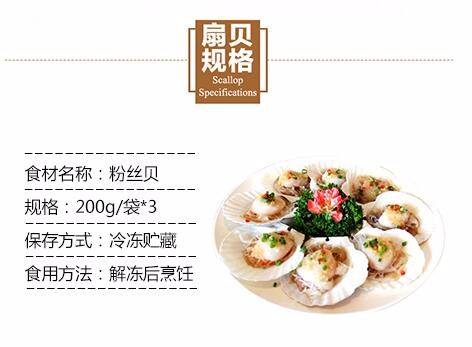 扇贝
规格
Scallop
Specifications
食材名称：粉丝贝
规格：200g/袋*3
保存方式：冷冻贮藏
食用方法：解冻后烹饪